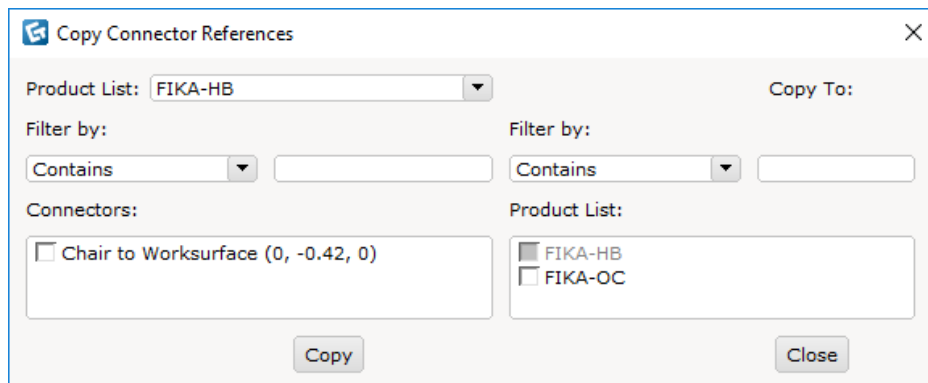 Copy Connector References
Product List: FIKA-HB Copy To:
Filter by: Filter by:
Contains Contains
Connectors: Product List:
Chair to Worksurface (0, -0.42, 0) FIKA-HB
FIKA-OC
Copy Close